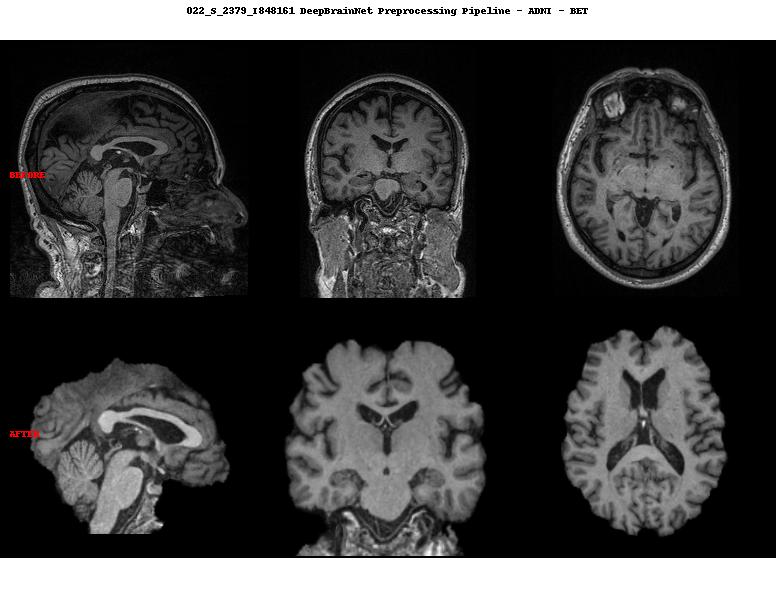 022_S_2379_I848161 DeepBrainNet Preprocessing Pipeline - ADNI - BET
BEFORE
AFTER